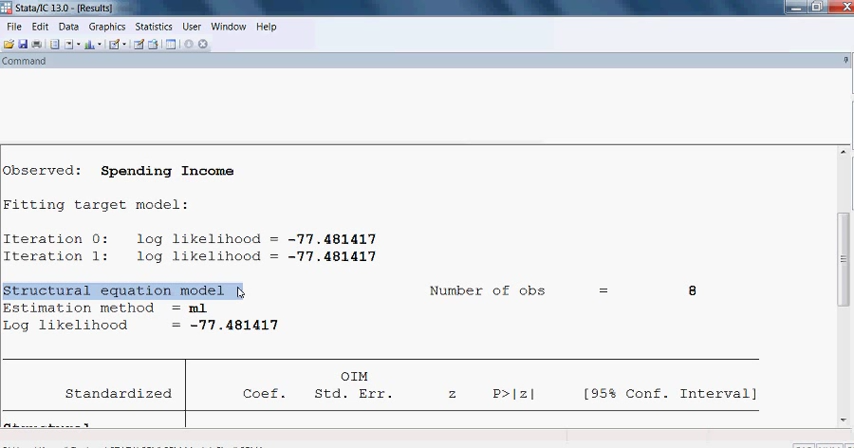 Stata/IC 13.0 - [Results]
File Edit Data Graphics Statistics User Window Help
Command
Observed: Spending Income
Fitting target model:
Iteration 0: log likelihood = -77.481417
Iteration 1: log likelihood = -77.481417
Structural equation model Number of obs = 8
Estimation method = ml
Log likelihood = -77.481417
OIM
Standardized Coef. Std. Err. z P>|z| [95% Conf. Interval]
Structural